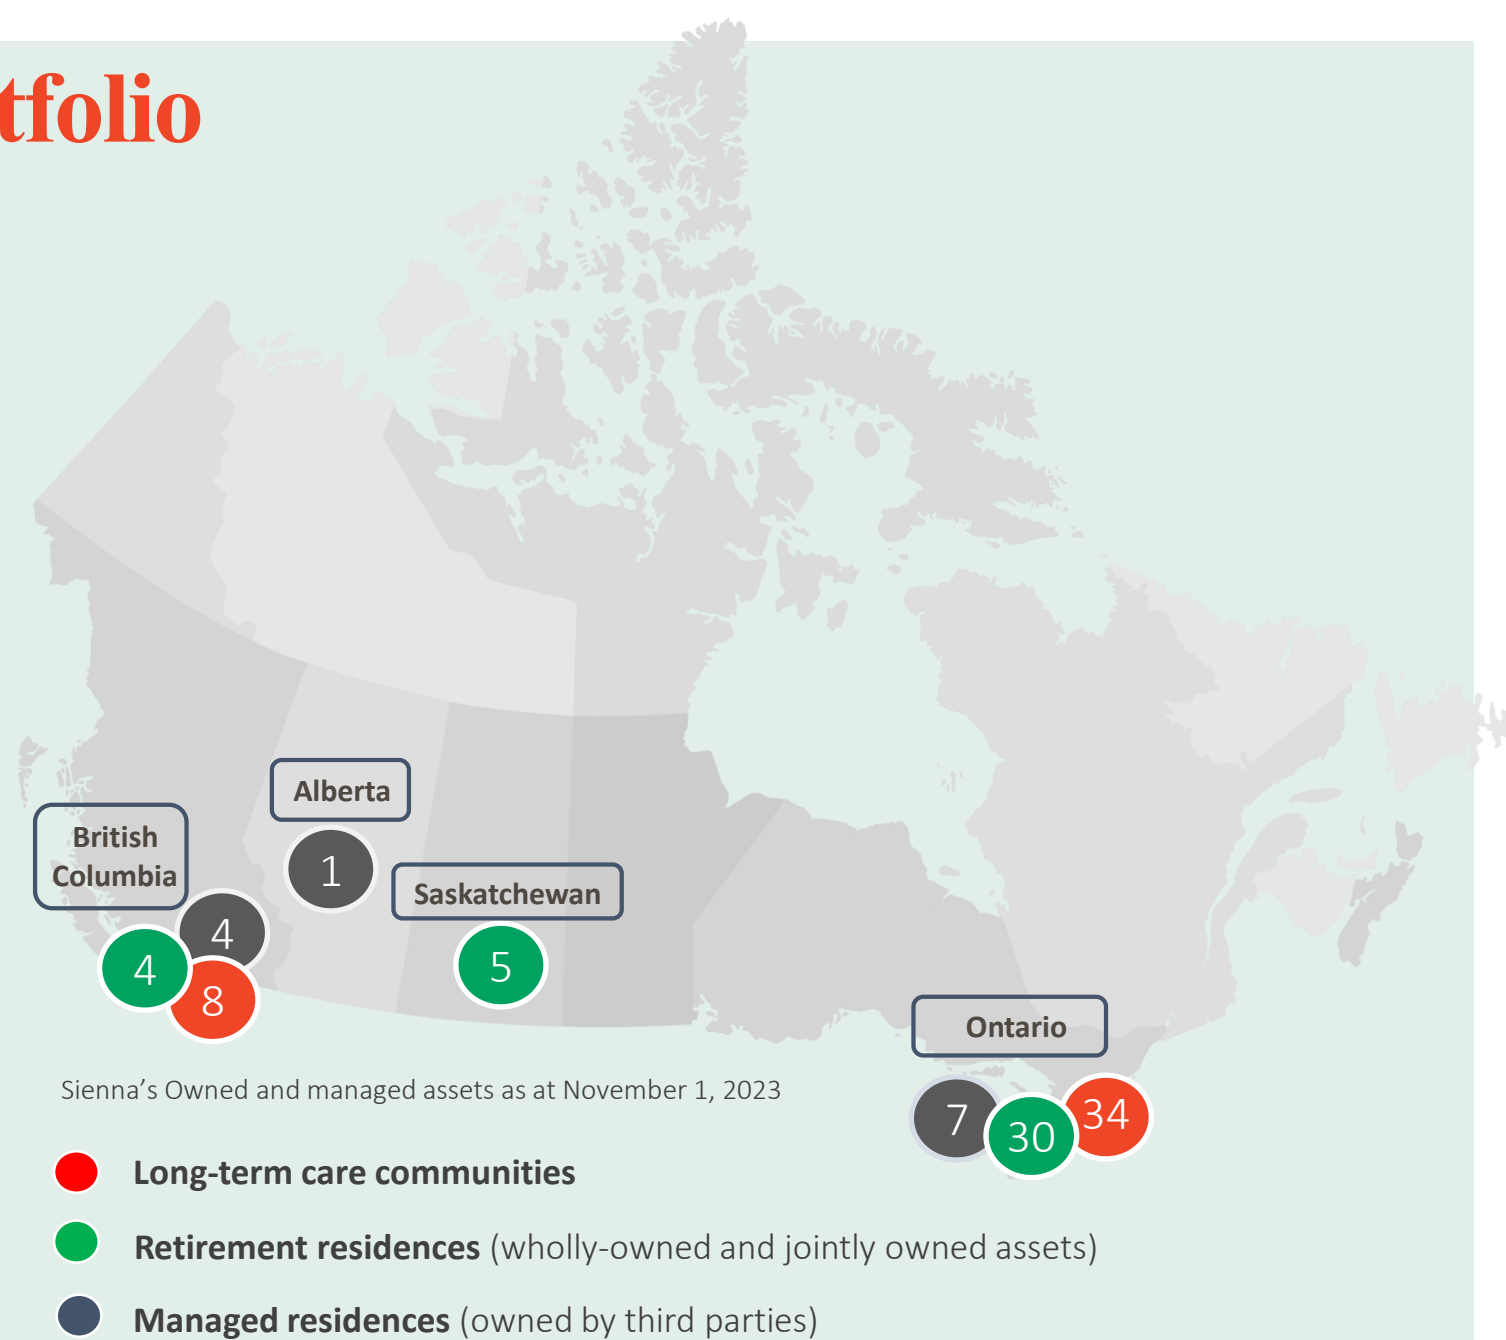 tfolio
Alberta
1
British
Columbia
Saskatchewan
4
4
8
5
Ontario
7
30
34
Sienna’s Owned and managed assets as at November 1, 2023
Long-term care communities
Retirement residences (wholly-owned and jointly owned assets)
Managed residences (owned by third parties)